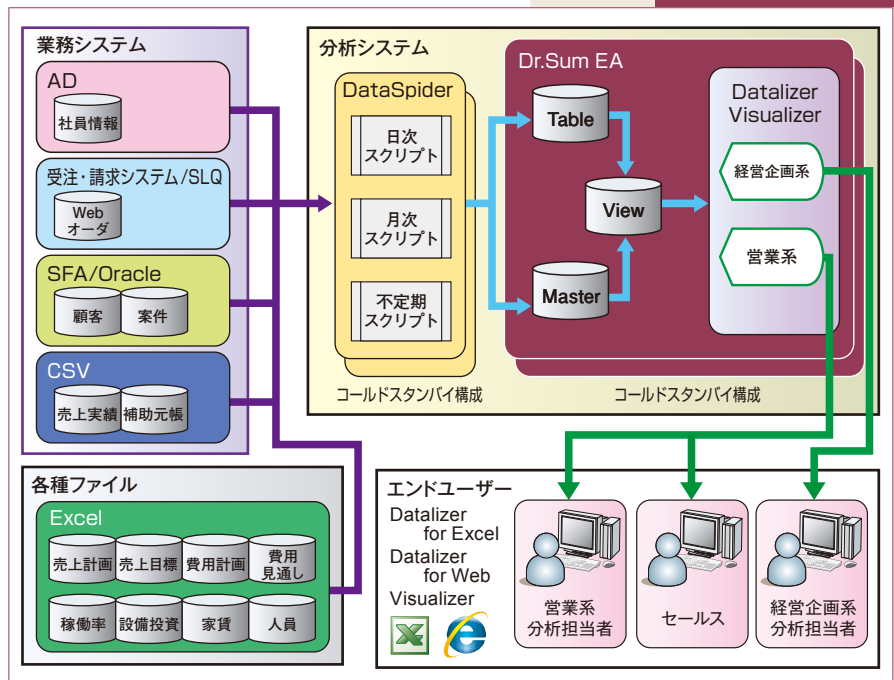 業務システム
AD
社員情報
受注・請求システム/SLQ
Web
オーダ
SFA/Oracle
顧客
案件
CSV
売上実績
補助元帳
各種ファイル
Excel
売上計画
売上目標
費用計画
費用
見通し
稼働率
設備投資
家賃
人員
分析システム
DataSpider
日次
スクリプト
月次
スクリプト
不定期
スクリプト
コールドスタンバイ構成
Dr.Sum EA
Table
View
Master
Datalizer
Visualizer
経営企画系
営業系
コールドスタンバイ構成
エンドユーザー
Datalizer
for Excel
Datalizer
for Web
Visualizer
営業系
分析担当者
セールス
経営企画系
分析担当者